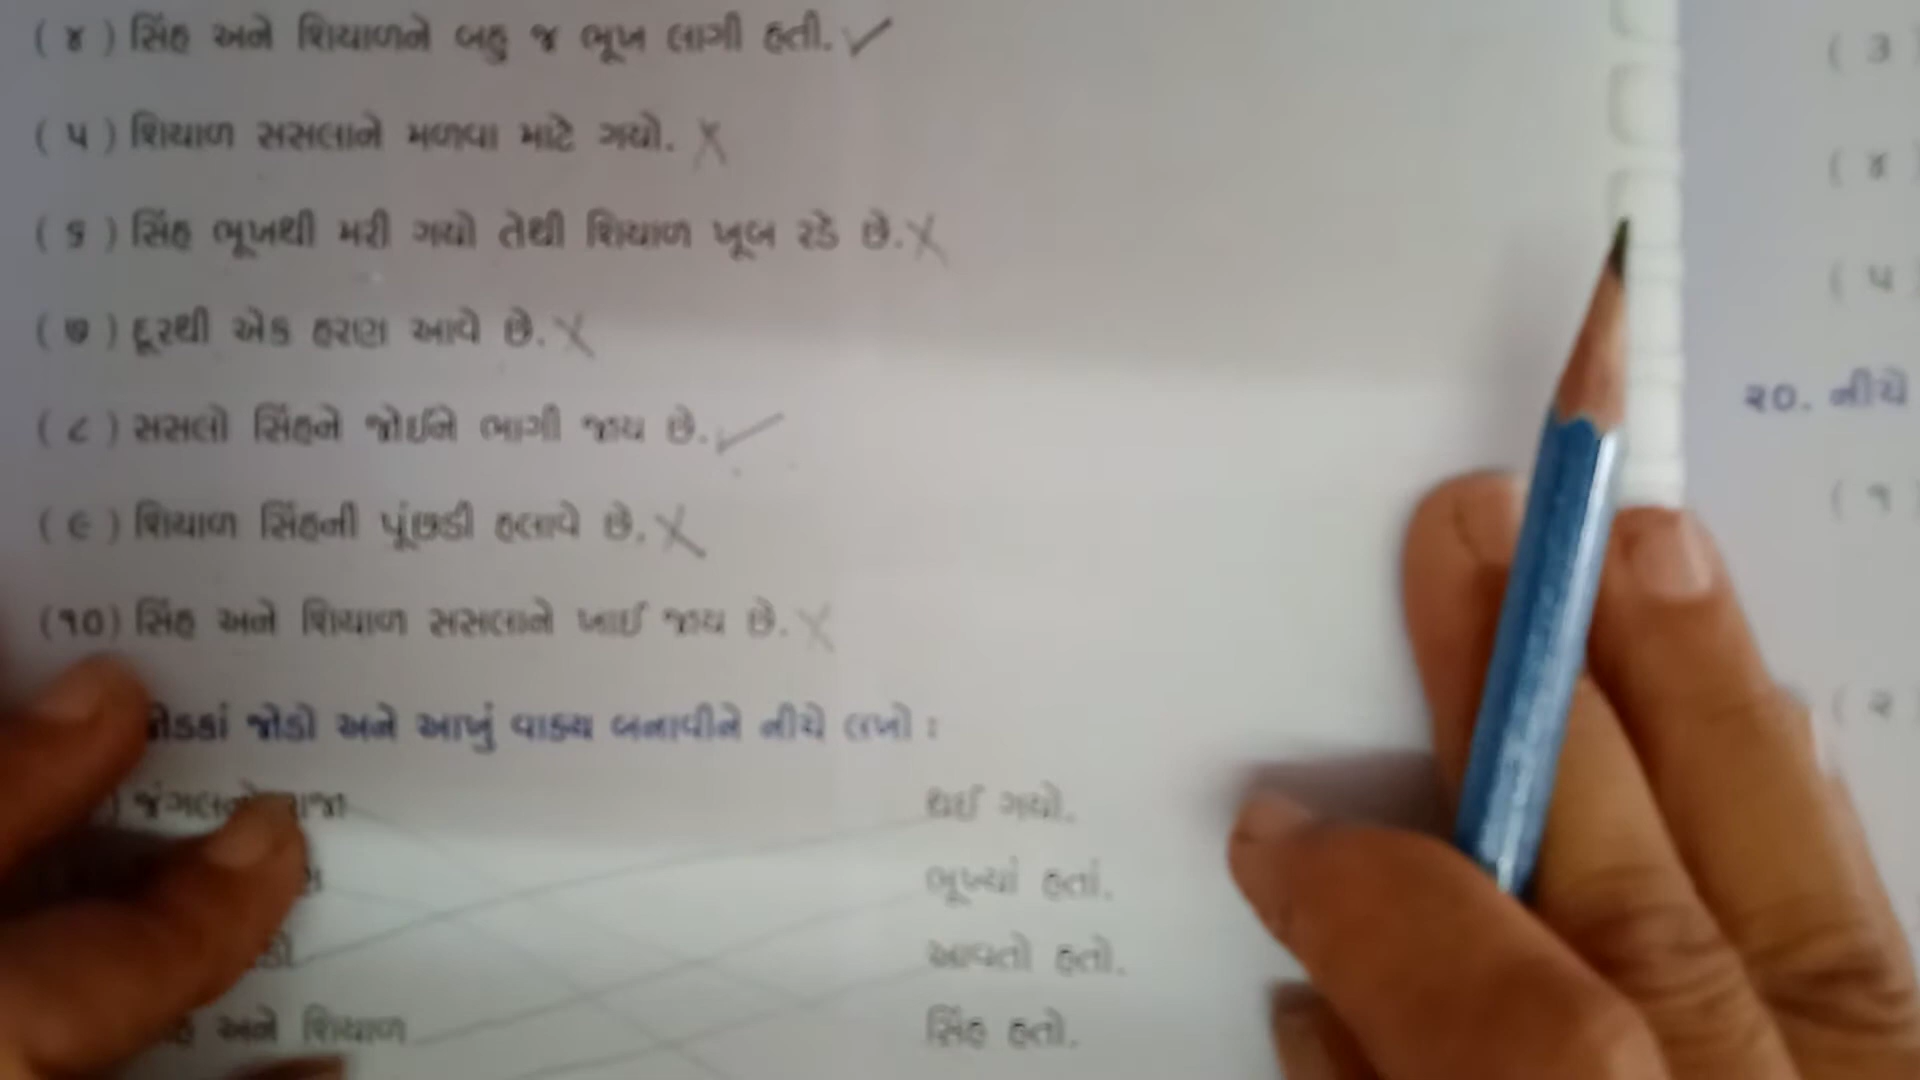 (૪) સિંહ અને શિયાળને બહુ જ ભૂખ લાગી હતી. ✓
(૫) શિયાળ સસલાને મળવા માટે ગયો. X
(૬) સિંહ ભૂખથી મરી ગયો તેથી શિયાળ ખૂબ રડે છે. X
(૭) દૂરથી એક હરણ આવે છે. X
(૮) સસલો સિંહને જોઈને ભાગી જાય છે. ✓
(૯) શિયાળ સિંહની પૂંછડી હલાવે છે. X
(૧૦) સિંહ અને શિયાળ સસલાને ખાઈ જાય છે. X
જોડો અને આખું વાક્ય બનાવીને નીચે લખો :
થઈ ગયો.
ભૂખ્યાં હતાં.
આવતો હતો.
અને શિયાળ સિંહ હતો.
(૩)
(૪)
(૫)
૨૦. નીચે
(૧)
(૨)